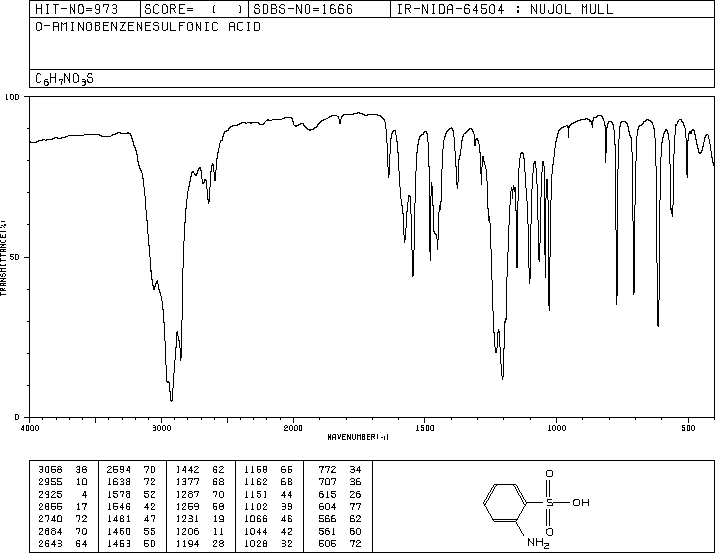 HIT-NO=973 SCORE= ( ) SDBS-NO=1666 IR-NIDA-64504 : NUJOL MULL
O-AMINOBENZENESULFONIC ACID
C6H7NO3S
100
50
0
TRANSMITTANCE(%)
4000 3000 2000 1500 1000 500
WAVENUMBER(-1)
3068 36 2594 70 1442 62 1168 66 772 34
2955 10 1638 72 1377 68 1162 68 707 36
2925 4 1578 52 1287 70 1151 44 615 26
2855 17 1546 42 1259 58 1102 39 604 77
2740 72 1481 47 1231 19 1066 46 566 62
2684 70 1460 55 1206 11 1044 42 561 60
2643 64 1453 50 1194 28 1028 32 505 72
O
S OH
O
NH2